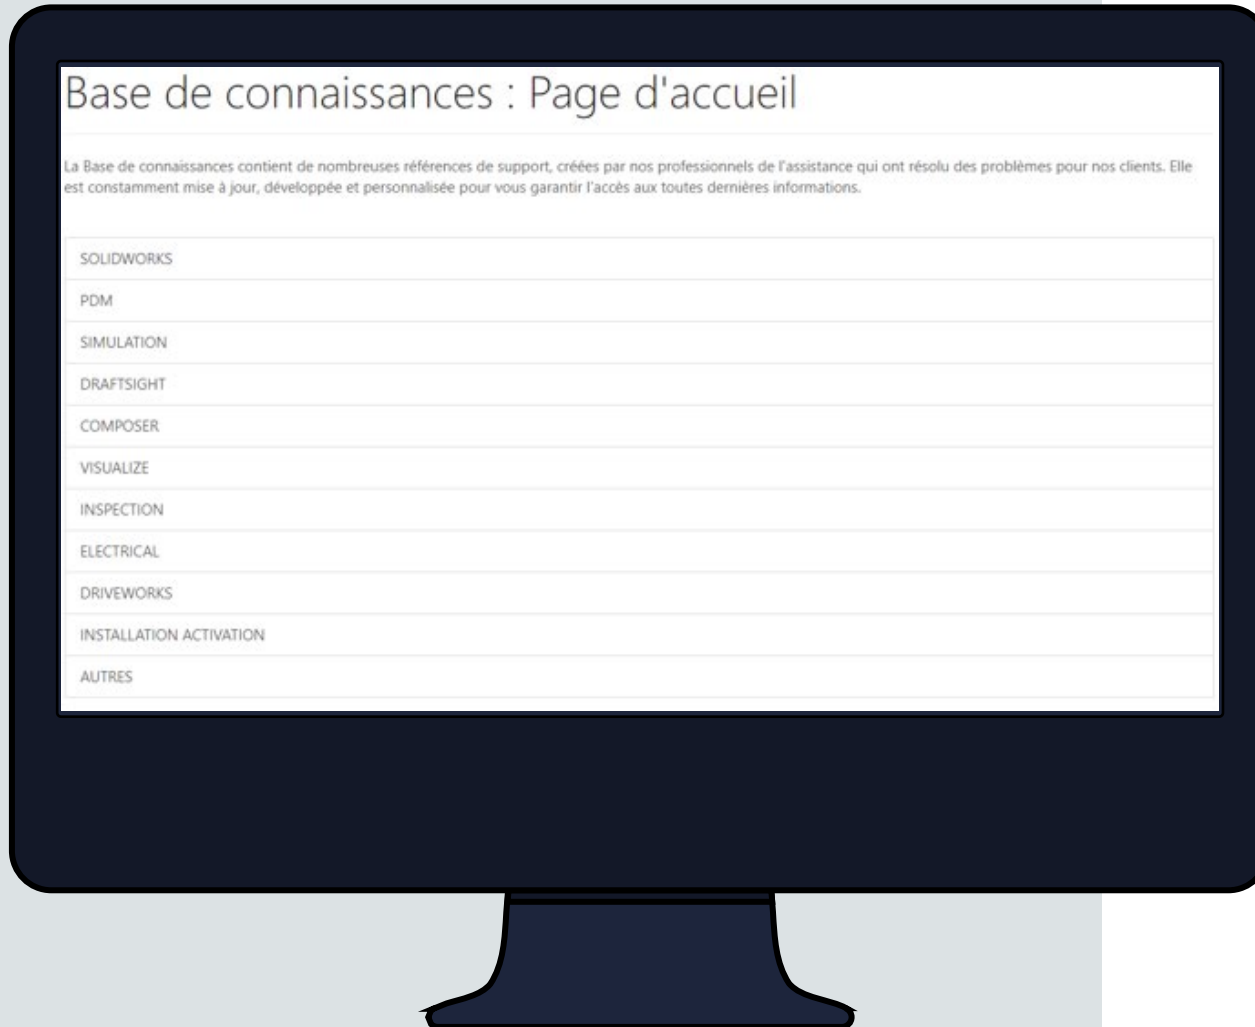 Base de connaissances : Page d'accueil
La Base de connaissances contient de nombreuses références de support, créées par nos professionnels de l'assistance qui ont résolu des problèmes pour nos clients. Elle
est constamment mise à jour, développée et personnalisée pour vous garantir l'accès aux toutes dernières informations.
SOLIDWORKS
PDM
SIMULATION
DRAFTSIGHT
COMPOSER
VISUALIZE
INSPECTION
ELECTRICAL
DRIVEWORKS
INSTALLATION ACTIVATION
AUTRES